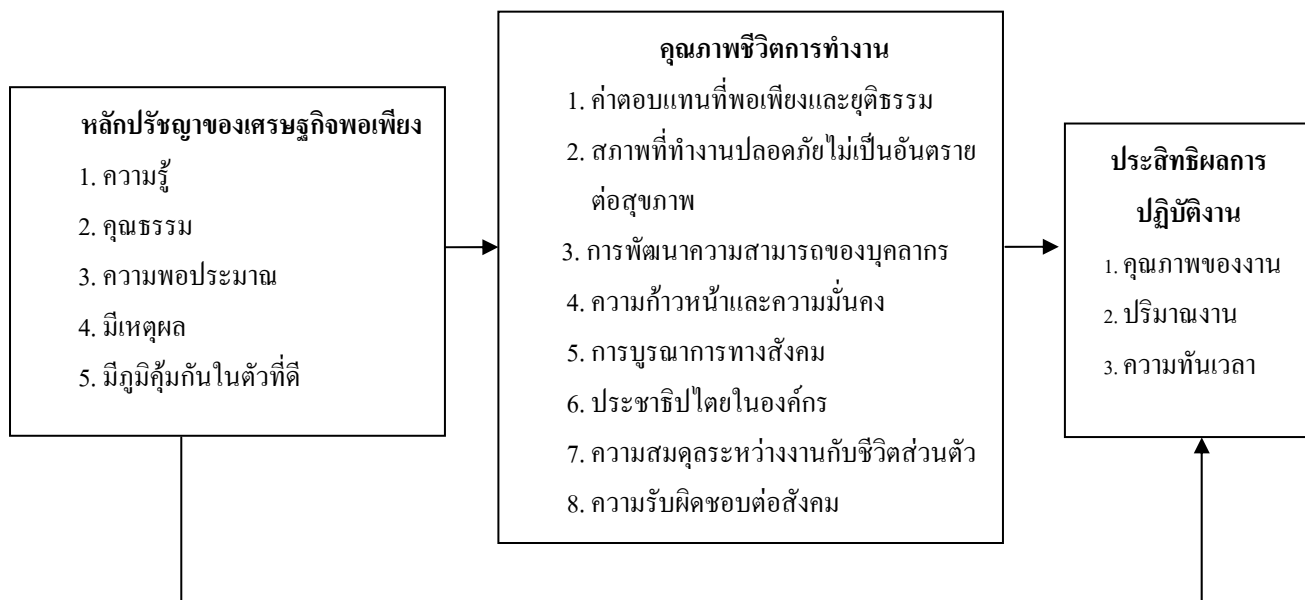 หลักปรัชญาของเศรษฐกิจพอเพียง
1. ความรู้
2. คุณธรรม
3. ความพอประมาณ
4. มีเหตุผล
5. มีภูมิคุ้มกันในตัวที่ดี
คุณภาพชีวิตการทำงาน
1. ค่าตอบแทนที่พอเพียงและยุติธรรม
2. สภาพที่ทำงานปลอดภัยไม่เป็นอันตราย
ต่อสุขภาพ
3. การพัฒนาความสามารถของบุคลากร
4. ความก้าวหน้าและความมั่นคง
5. การบูรณาการทางสังคม
6. ประชาธิปไตยในองค์กร
7. ความสมดุลระหว่างงานกับชีวิตส่วนตัว
8. ความรับผิดชอบต่อสังคม
ประสิทธิผลการ
ปฏิบัติงาน
1. คุณภาพของงาน
2. ปริมาณงาน
3. ความทันเวลา